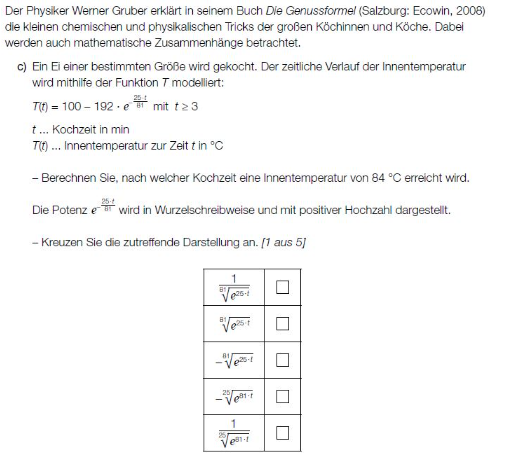 Der Physiker Werner Gruber erklärt in seinem Buch Die Genussformel (Salzburg: Ecowin, 2008)
die kleinen chemischen und physikalischen Tricks der großen Köchinnen und Köche. Dabei
werden auch mathematische Zusammenhänge betrachtet.
c) Ein Ei einer bestimmten Größe wird gekocht. Der zeitliche Verlauf der Innentemperatur
wird mithilfe der Funktion T modelliert:
T(t) = 100 – 192 · e^(–25·t/81) mit t ≥ 3
t ... Kochzeit in min
T(t) ... Innentemperatur zur Zeit t in °C
– Berechnen Sie, nach welcher Kochzeit eine Innentemperatur von 84 °C erreicht wird.
Die Potenz e^(–25·t/81) wird in Wurzelschreibweise und mit positiver Hochzahl dargestellt.
– Kreuzen Sie die zutreffende Darstellung an. [1 aus 5]
1/⁸¹√(e^(25·t)) ☐
⁸¹√(e^(25·t)) ☐
–⁸¹√(e^(25·t)) ☐
–²⁵√(e^(81·t)) ☐
1/²⁵√(e^(81·t)) ☐